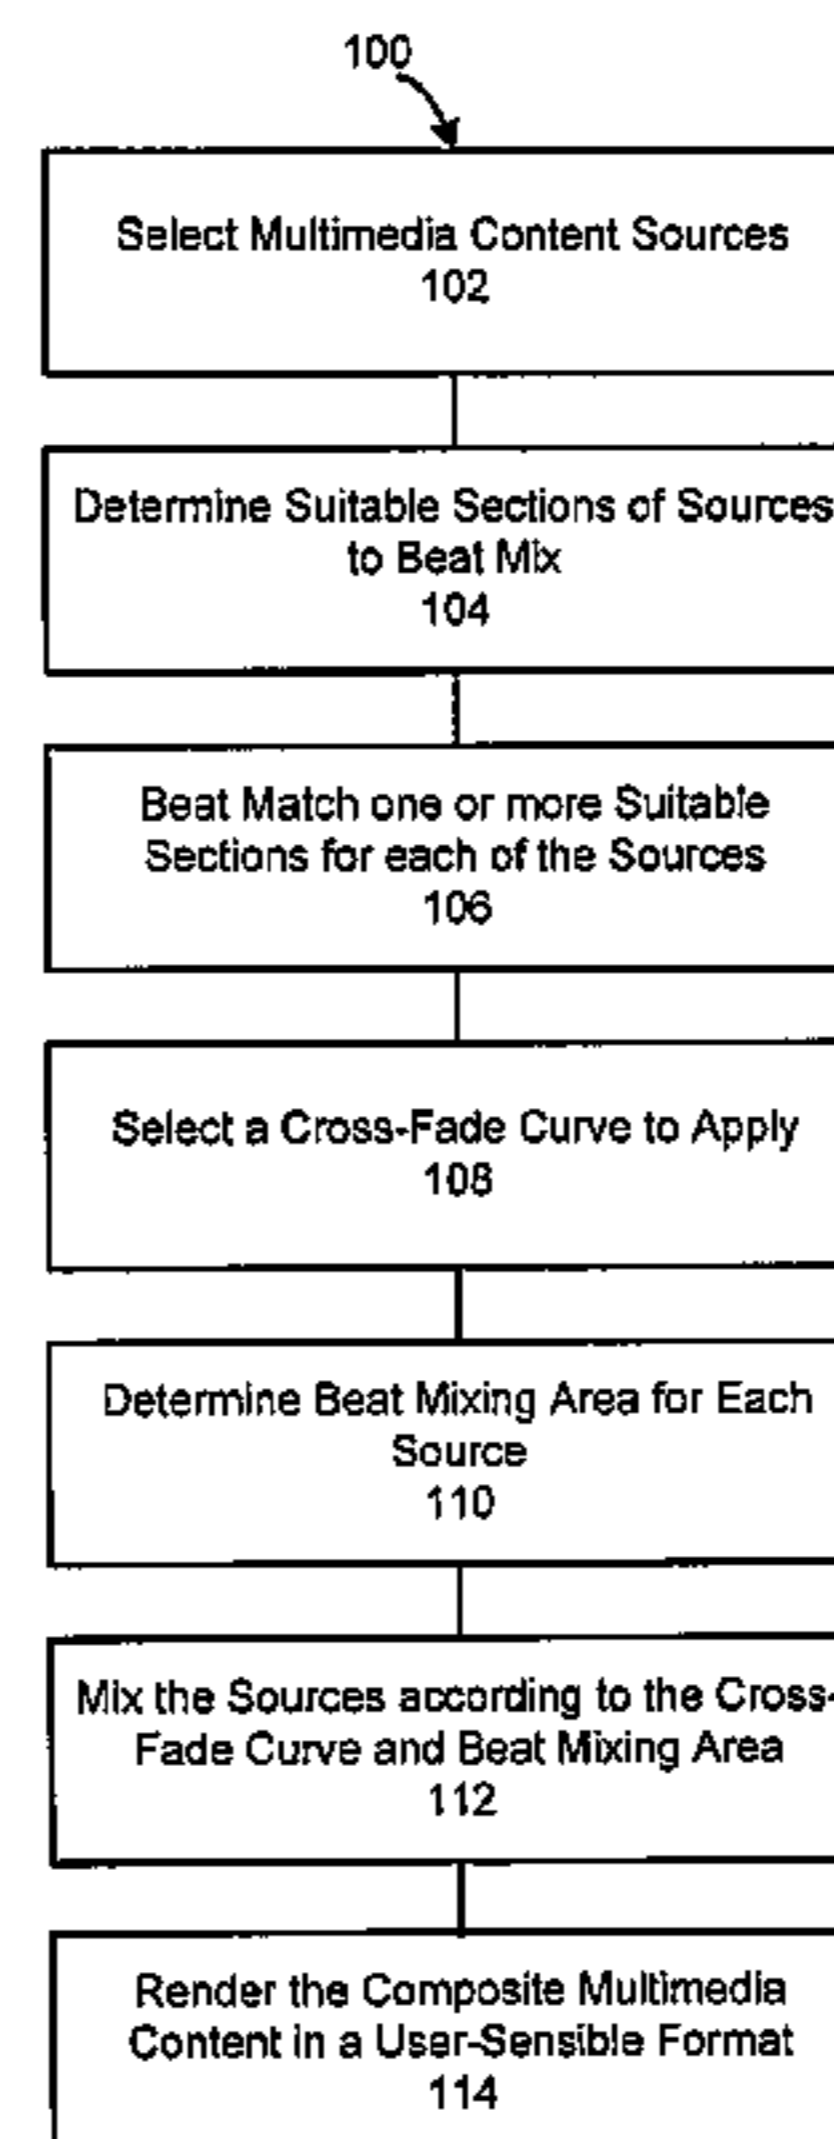 100
Select Multimedia Content Sources
102
Determine Suitable Sections of Sources
to Beat Mix
104
Beat Match one or more Suitable
Sections for each of the Sources
106
Select a Cross-Fade Curve to Apply
108
Determine Beat Mixing Area for Each
Source
110
Mix the Sources according to the Cross-
Fade Curve and Beat Mixing Area
112
Render the Composite Multimedia
Content in a User-Sensible Format
114